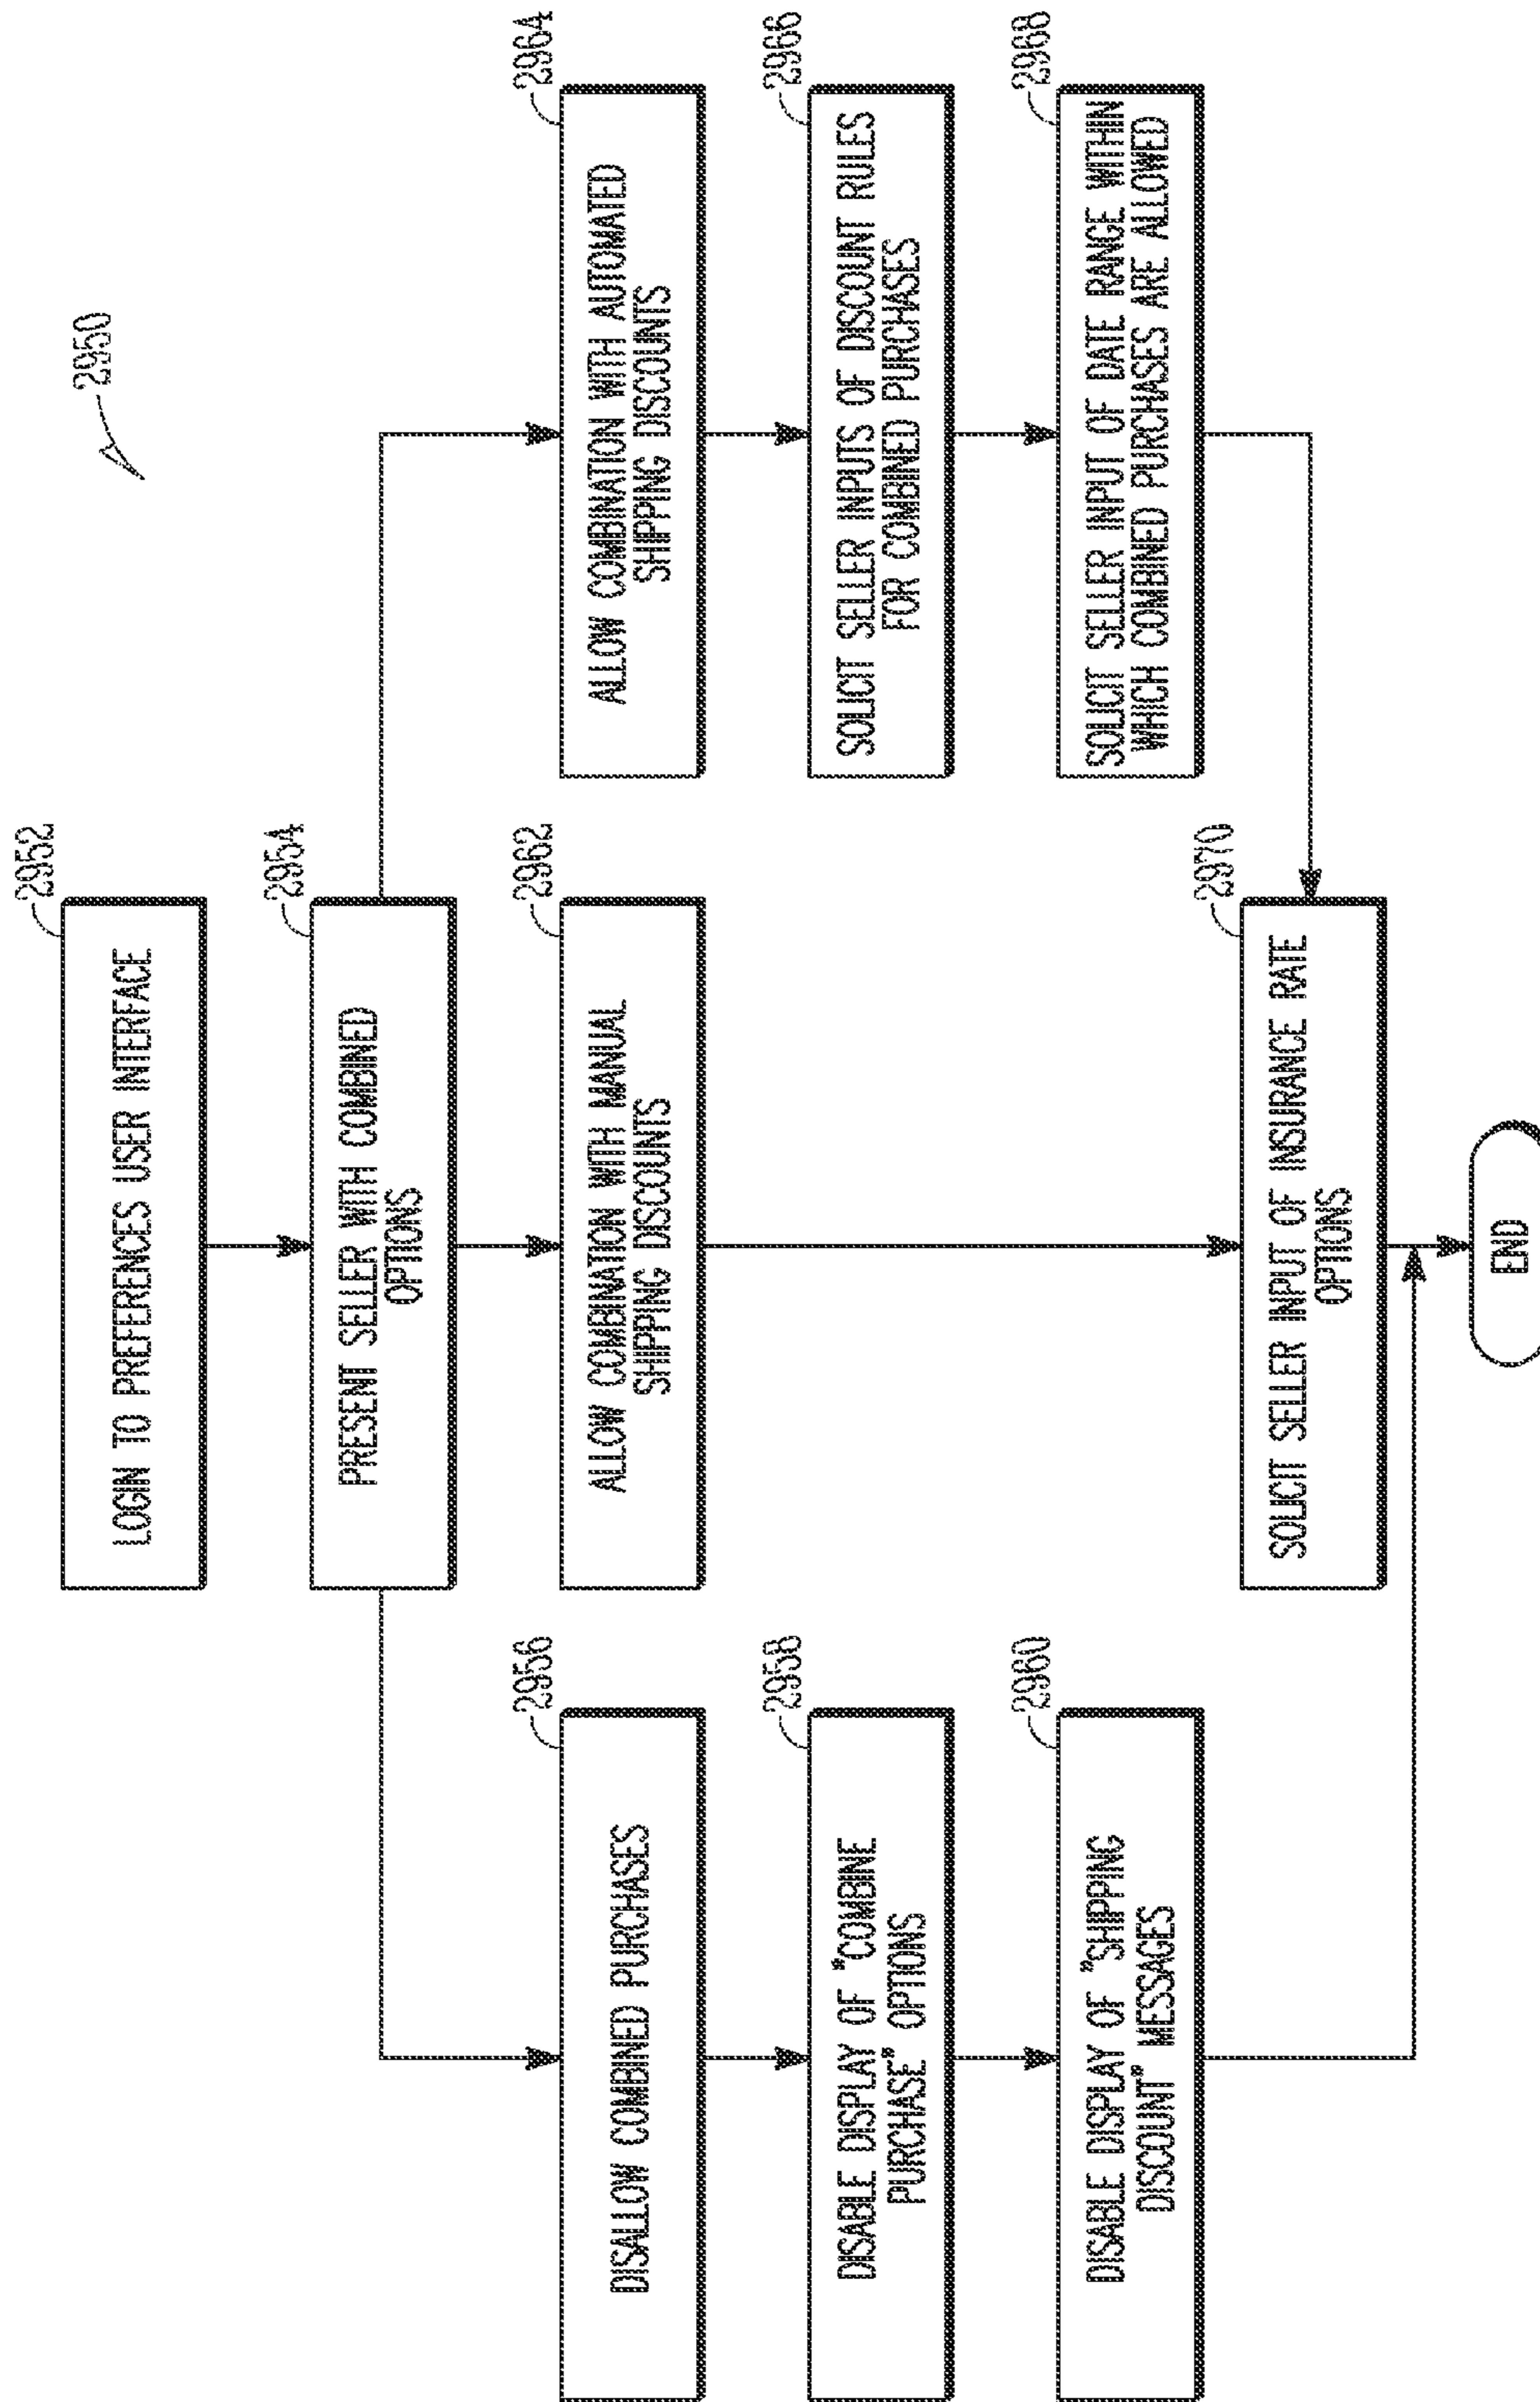 2950
2952
LOGIN TO PREFERENCES USER INTERFACE
2954
PRESENT SELLER WITH COMBINED
OPTIONS
2956
DISALLOW COMBINED PURCHASES
2958
DISABLE DISPLAY OF "COMBINE
PURCHASE" OPTIONS
2960
DISABLE DISPLAY OF "SHIPPING
DISCOUNT" MESSAGES
2962
ALLOW COMBINATION WITH MANUAL
SHIPPING DISCOUNTS
2964
ALLOW COMBINATION WITH AUTOMATED
SHIPPING DISCOUNTS
2966
SOLICIT SELLER INPUTS OF DISCOUNT RULES
FOR COMBINED PURCHASES
2968
SOLICIT SELLER INPUT OF DATE RANGE WITHIN
WHICH COMBINED PURCHASES ARE ALLOWED
2970
SOLICIT SELLER INPUT OF INSURANCE RATE
OPTIONS
END